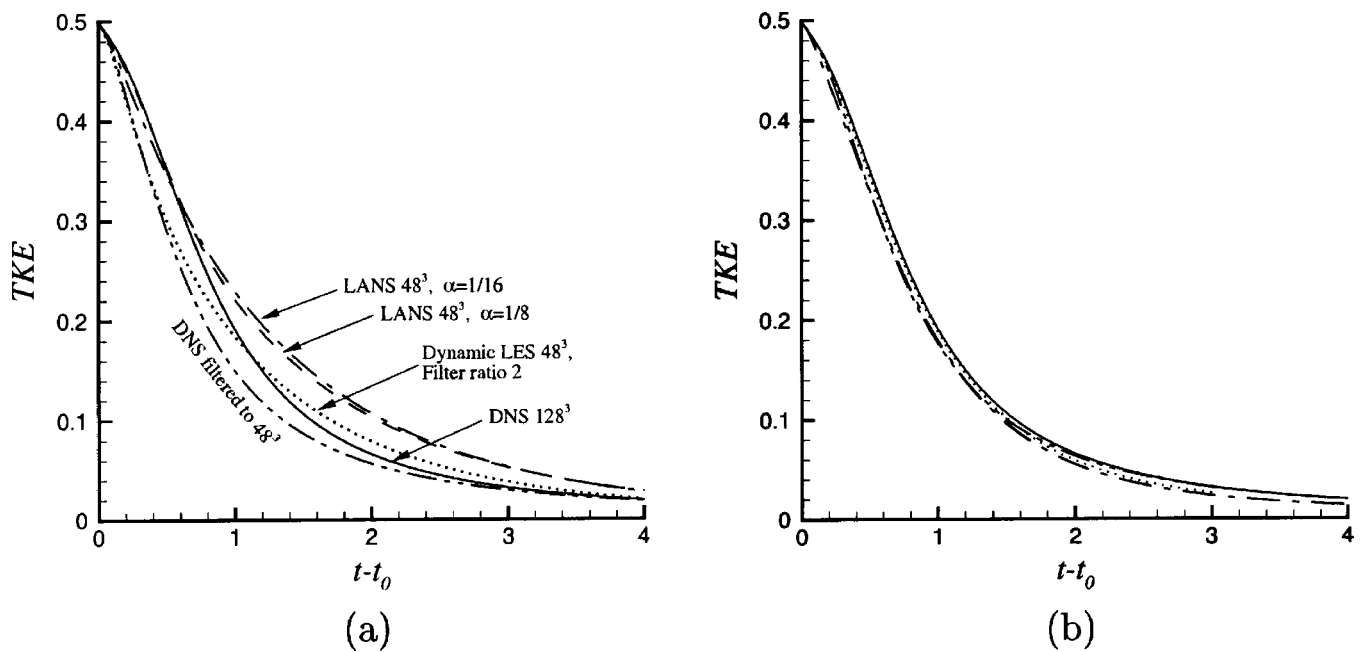 0.5
0.4
0.3
0.2
0.1
0
TKE
LANS 48³, α=1/16
LANS 48³, α=1/8
Dynamic LES 48³,
Filter ratio 2
DNS 128³
DNS filtered to 48³
0 1 2 3 4
t-t₀
(a)
0.5
0.4
0.3
0.2
0.1
0
TKE
0 1 2 3 4
t-t₀
(b)